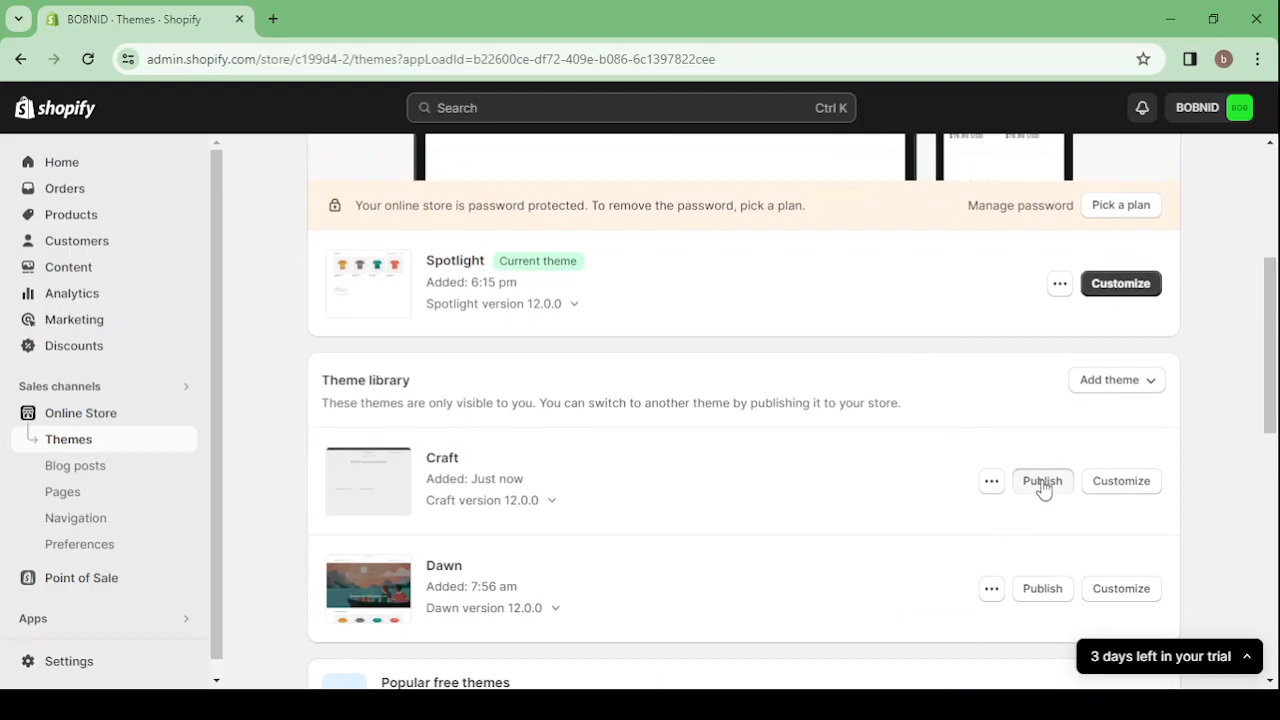 BOBNID · Themes · Shopify
admin.shopify.com/store/c199d4-2/themes?appLoadId=b22600ce-df72-409e-b086-6c1397822cee
b
shopify
Search
Ctrl K
BOBNID
BOB
Home
Orders
Products
Customers
Content
Analytics
Marketing
Discounts
Sales channels
Online Store
Themes
Blog posts
Pages
Navigation
Preferences
Point of Sale
Apps
Settings
$19.99 USD $19.99 USD
Your online store is password protected. To remove the password, pick a plan.
Manage password
Pick a plan
Spotlight
Current theme
Added: 6:15 pm
Spotlight version 12.0.0
Customize
Theme library
Add theme
These themes are only visible to you. You can switch to another theme by publishing it to your store.
Craft
Added: Just now
Craft version 12.0.0
Publish
Customize
Dawn
Added: 7:56 am
Dawn version 12.0.0
Publish
Customize
Popular free themes
3 days left in your trial